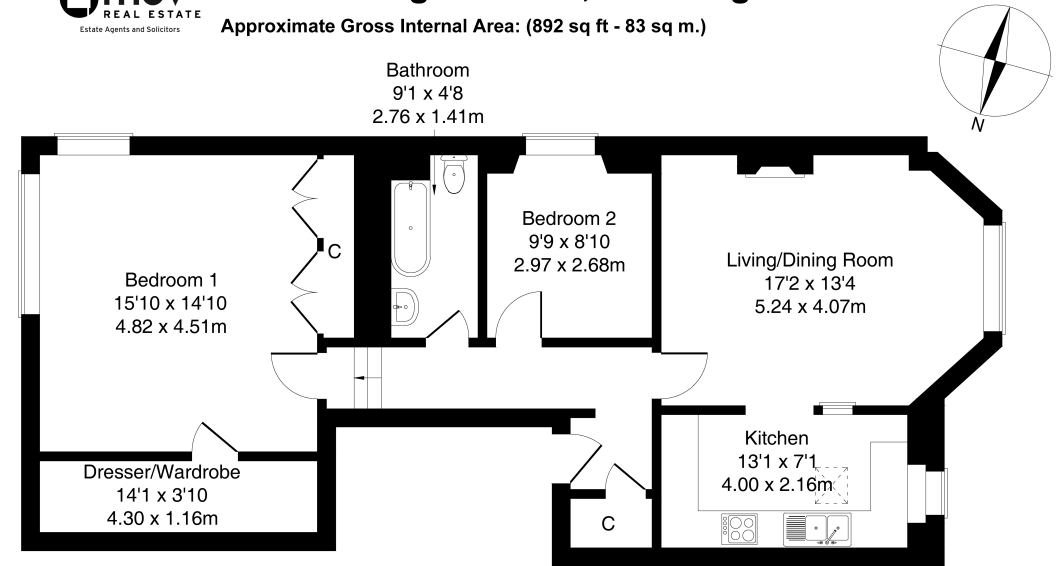 REAL ESTATE
Estate Agents and Solicitors
Approximate Gross Internal Area: (892 sq ft - 83 sq m.)
N
Bathroom
9'1 x 4'8
2.76 x 1.41m
Bedroom 1
15'10 x 14'10
4.82 x 4.51m
C
Bedroom 2
9'9 x 8'10
2.97 x 2.68m
Living/Dining Room
17'2 x 13'4
5.24 x 4.07m
Dresser/Wardrobe
14'1 x 3'10
4.30 x 1.16m
C
Kitchen
13'1 x 7'1
4.00 x 2.16m